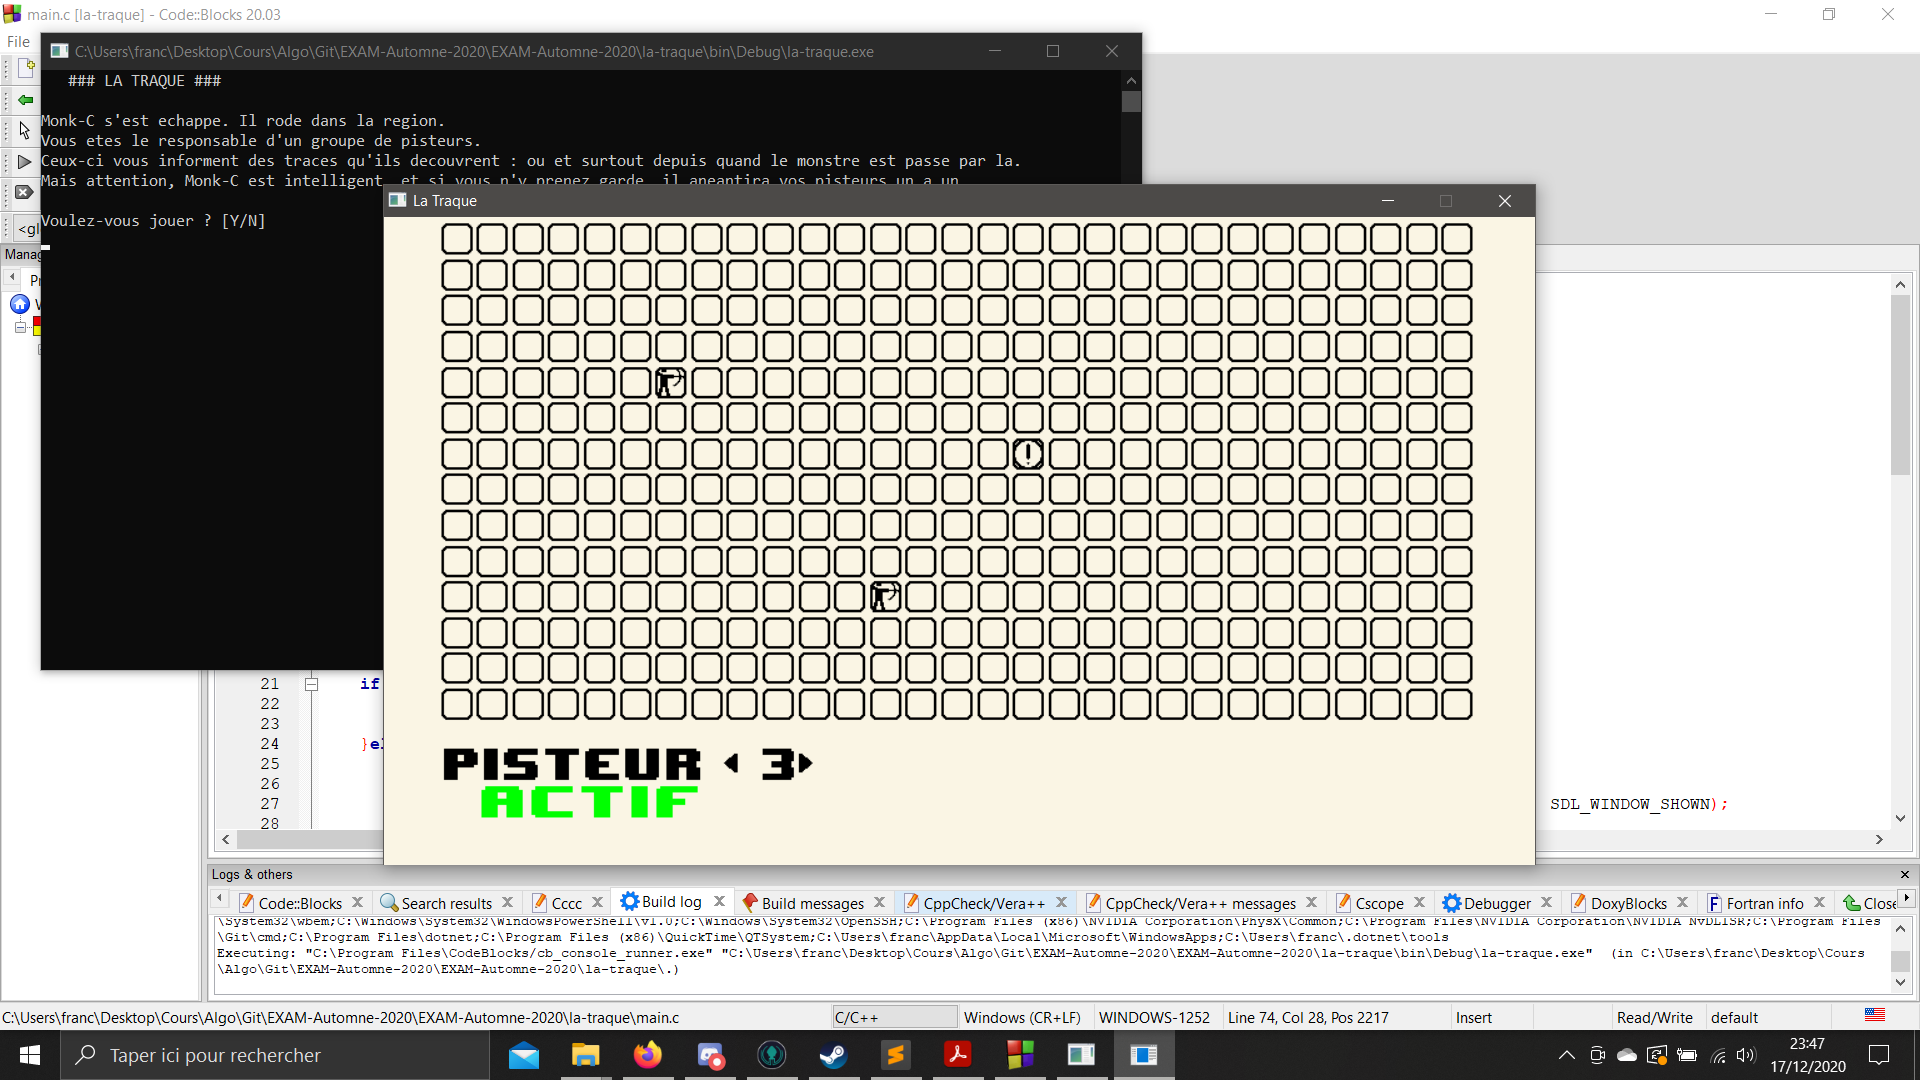 main.c [la-traque] - Code::Blocks 20.03
File
C:\Users\franc\Desktop\Cours\Algo\Git\EXAM-Automne-2020\EXAM-Automne-2020\la-traque\bin\Debug\la-traque.exe
### LA TRAQUE ###
Monk-C s'est echappe. Il rode dans la region.
Vous etes le responsable d'un groupe de pisteurs.
Ceux-ci vous informent des traces qu'ils decouvrent : ou et surtout depuis quand le monstre est passe par la.
Mais attention, Monk-C est intelligent, et si vous n'y prenez garde, il aneantira vos pisteurs un a un
Voulez-vous jouer ? [Y/N]
<gl
Manag
Pr
La Traque
PISTEUR 3
ACTIF
21 if
22
23
24 }el
25
26
27 SDL_WINDOW_SHOWN);
28
Logs & others
Code::Blocks Search results Cccc Build log Build messages CppCheck/Vera++ CppCheck/Vera++ messages Cscope Debugger DoxyBlocks Fortran info Close
\System32\wbem;C:\Windows\System32\WindowsPowerShell\v1.0;C:\Windows\System32\OpenSSH;C:\Program Files (x86)\NVIDIA Corporation\PhysX\Common;C:\Program Files\NVIDIA Corporation\NVIDIA NvDLISR;C:\Program Files
\Git\cmd;C:\Program Files\dotnet;C:\Program Files (x86)\QuickTime\QTSystem;C:\Users\franc\AppData\Local\Microsoft\WindowsApps;C:\Users\franc\.dotnet\tools
Executing: "C:\Program Files\CodeBlocks/cb_console_runner.exe" "C:\Users\franc\Desktop\Cours\Algo\Git\EXAM-Automne-2020\EXAM-Automne-2020\la-traque\bin\Debug\la-traque.exe" (in C:\Users\franc\Desktop\Cours
\Algo\Git\EXAM-Automne-2020\EXAM-Automne-2020\la-traque\.)
C:\Users\franc\Desktop\Cours\Algo\Git\EXAM-Automne-2020\EXAM-Automne-2020\la-traque\main.c C/C++ Windows (CR+LF) WINDOWS-1252 Line 74, Col 28, Pos 2217 Insert Read/Write default
Taper ici pour rechercher
23:47
17/12/2020